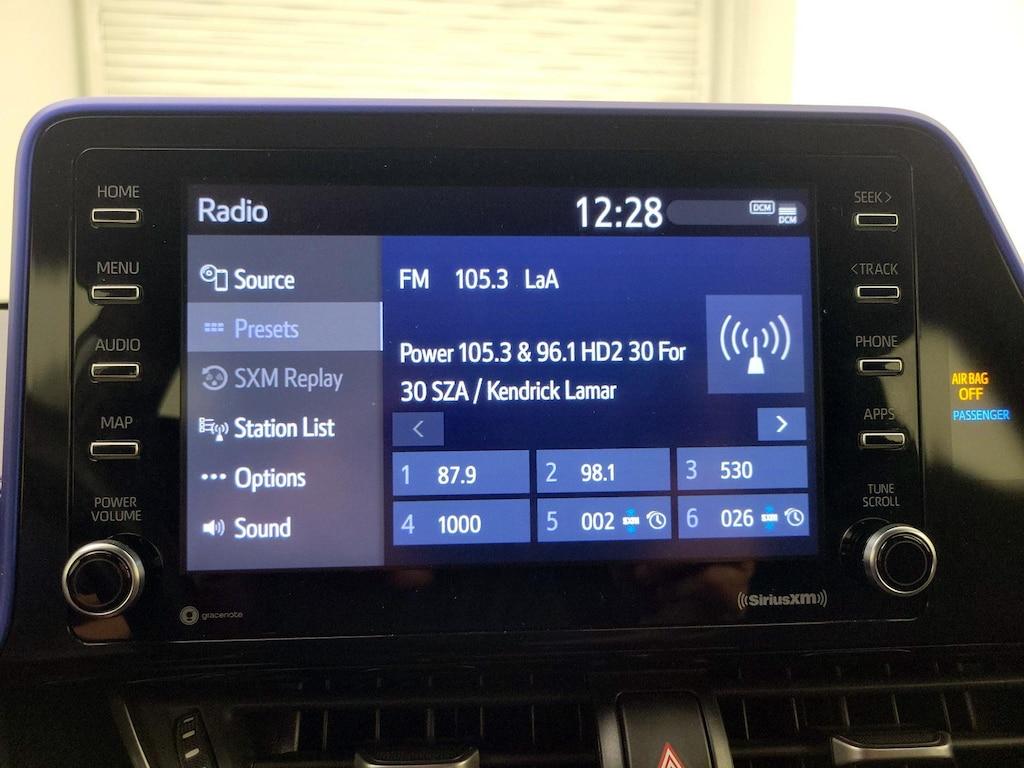 HOME
MENU
AUDIO
MAP
POWER
VOLUME
Radio
12:28
DCM
DCM
Source
Presets
SXM Replay
Station List
Options
Sound
FM 105.3 LaA
Power 105.3 & 96.1 HD2 30 For
30 SZA / Kendrick Lamar
<
>
1 87.9
2 98.1
3 530
4 1000
5 002 SXM
6 026 SXM
SEEK >
< TRACK
PHONE
APPS
TUNE
SCROLL
AIR BAG
OFF
PASSENGER
g gracenote
((SiriusXM))